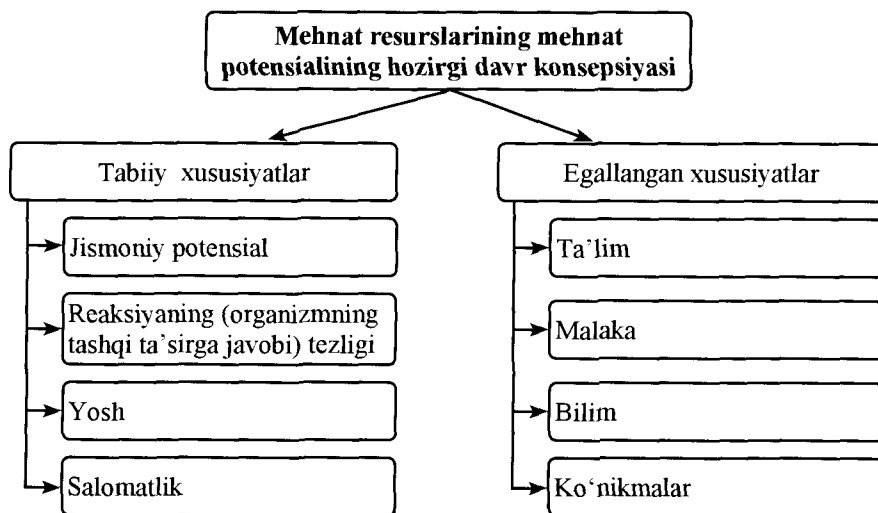 Mehnat resurslarining mehnat
potensialining hozirgi davr konsepsiyasi
Tabiiy xususiyatlar
Jismoniy potensial
Reaksiyaning (organizmning
tashqi ta’sirga javobi) tezligi
Yosh
Salomatlik
Egallangan xususiyatlar
Ta’lim
Malaka
Bilim
Ko‘nikmalar